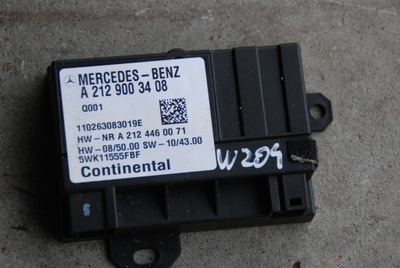 MERCEDES-BENZ
A 212 900 34 08
Q001
110263083019E
HW-NR A 212 446 00 71
HW-08/50.00 SW-10/43.00
5WK11555FBF
Continental
W209